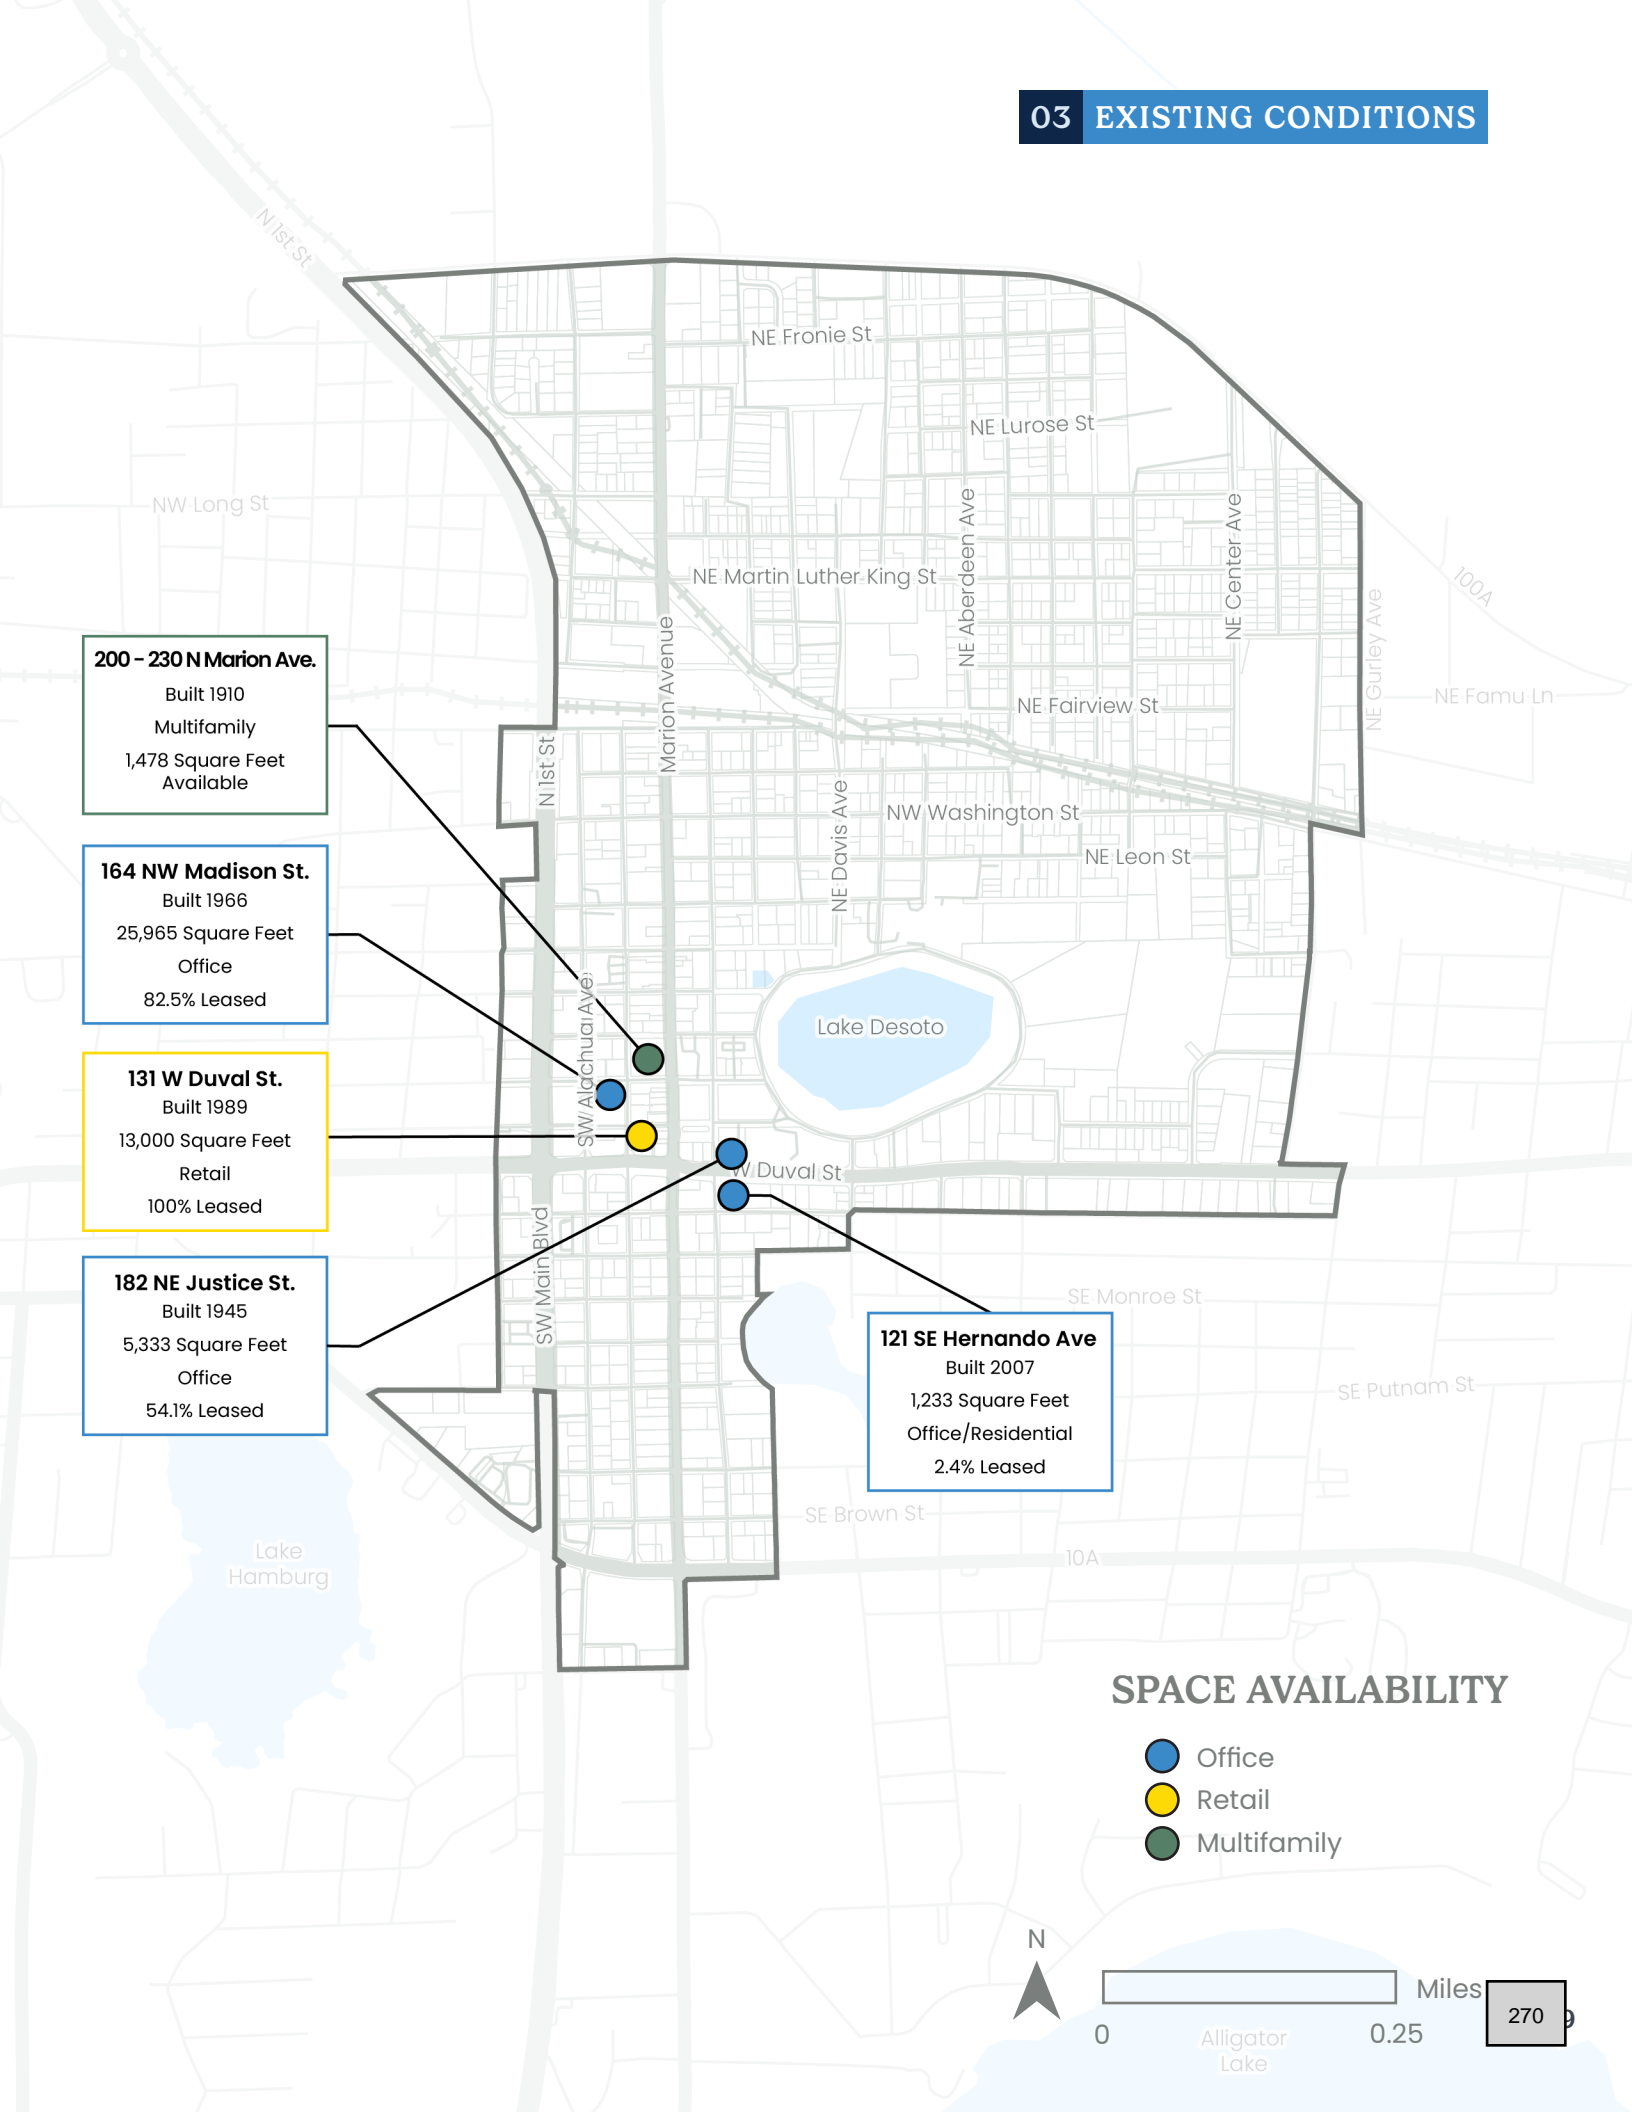 03 EXISTING CONDITIONS
N 1st St
NE Fronie St
NE Lurose St
NW Long St
NE Aberdeen Ave
NE Center Ave
NE Martin Luther King St
100A
NE Gurley Ave
Marion Avenue
200 - 230 N Marion Ave.
Built 1910
Multifamily
1,478 Square Feet
Available
NE Fairview St
NE Famu Ln
N 1st St
NE Davis Ave
NW Washington St
NE Leon St
164 NW Madison St.
Built 1966
25,965 Square Feet
Office
82.5% Leased
SW Alachua Ave
Lake Desoto
131 W Duval St.
Built 1989
13,000 Square Feet
Retail
100% Leased
W Duval St
SW Main Blvd
182 NE Justice St.
Built 1945
5,333 Square Feet
Office
54.1% Leased
SE Monroe St
121 SE Hernando Ave
Built 2007
1,233 Square Feet
Office/Residential
2.4% Leased
SE Putnam St
SE Brown St
10A
Lake
Hamburg
SPACE AVAILABILITY
Office
Retail
Multifamily
N
Miles
0
0.25
Alligator
Lake
270